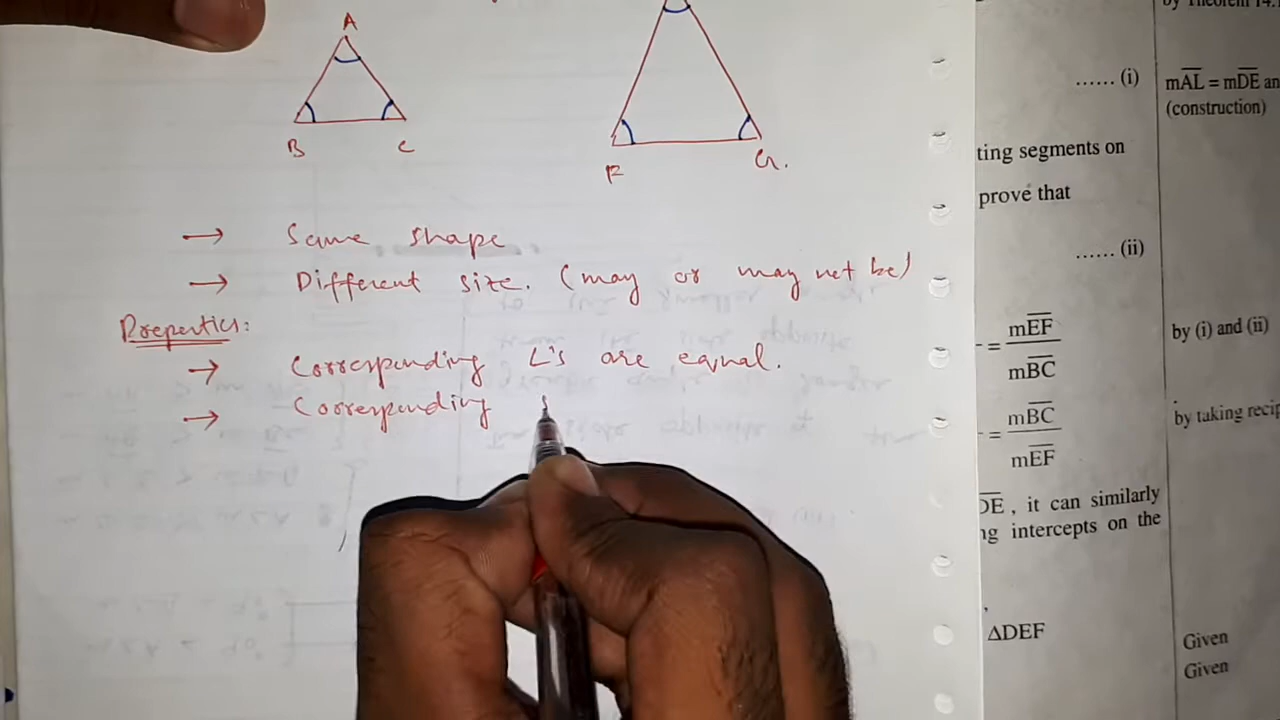 A
B C
F G.
→ Same shape
→ Different size. (may or may not be)
Properties:
→ Corresponding L's are equal.
→ Corresponding s
...... (i)
mAL = mDE an
(construction)
ting segments on
prove that
...... (ii)
= mEF
mBC
by (i) and (ii)
= mBC
mEF
by taking recip
DE, it can similarly
ng intercepts on the
ΔDEF
Given
Given